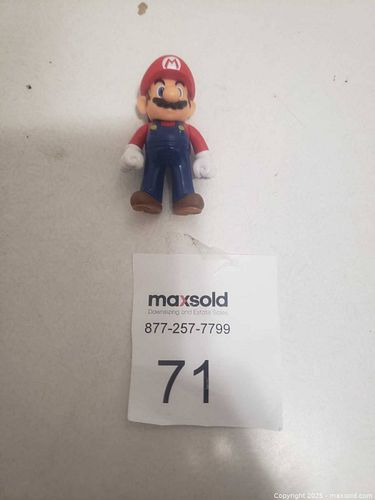 M
maxsold
Downsizing and Estate Sales
877-257-7799
71
Copyright 2025 - maxsold.com